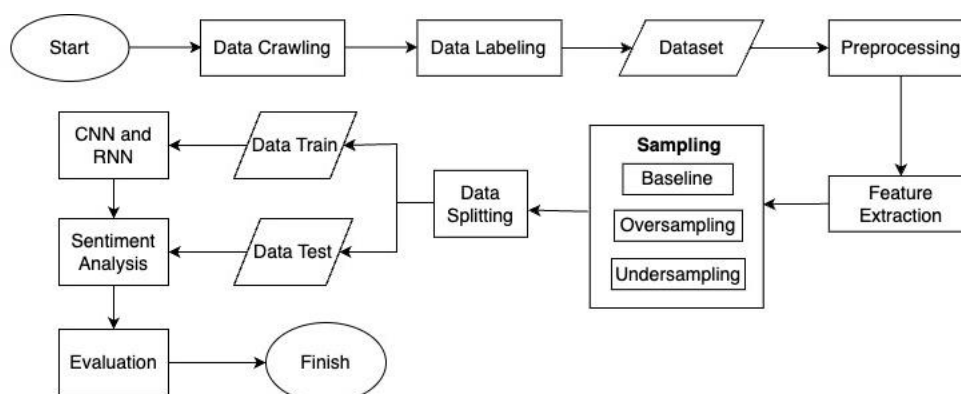 Start
Data Crawling
Data Labeling
Dataset
Preprocessing
CNN and
RNN
Data Train
Sampling
Baseline
Oversampling
Undersampling
Data
Splitting
Feature
Extraction
Sentiment
Analysis
Data Test
Evaluation
Finish